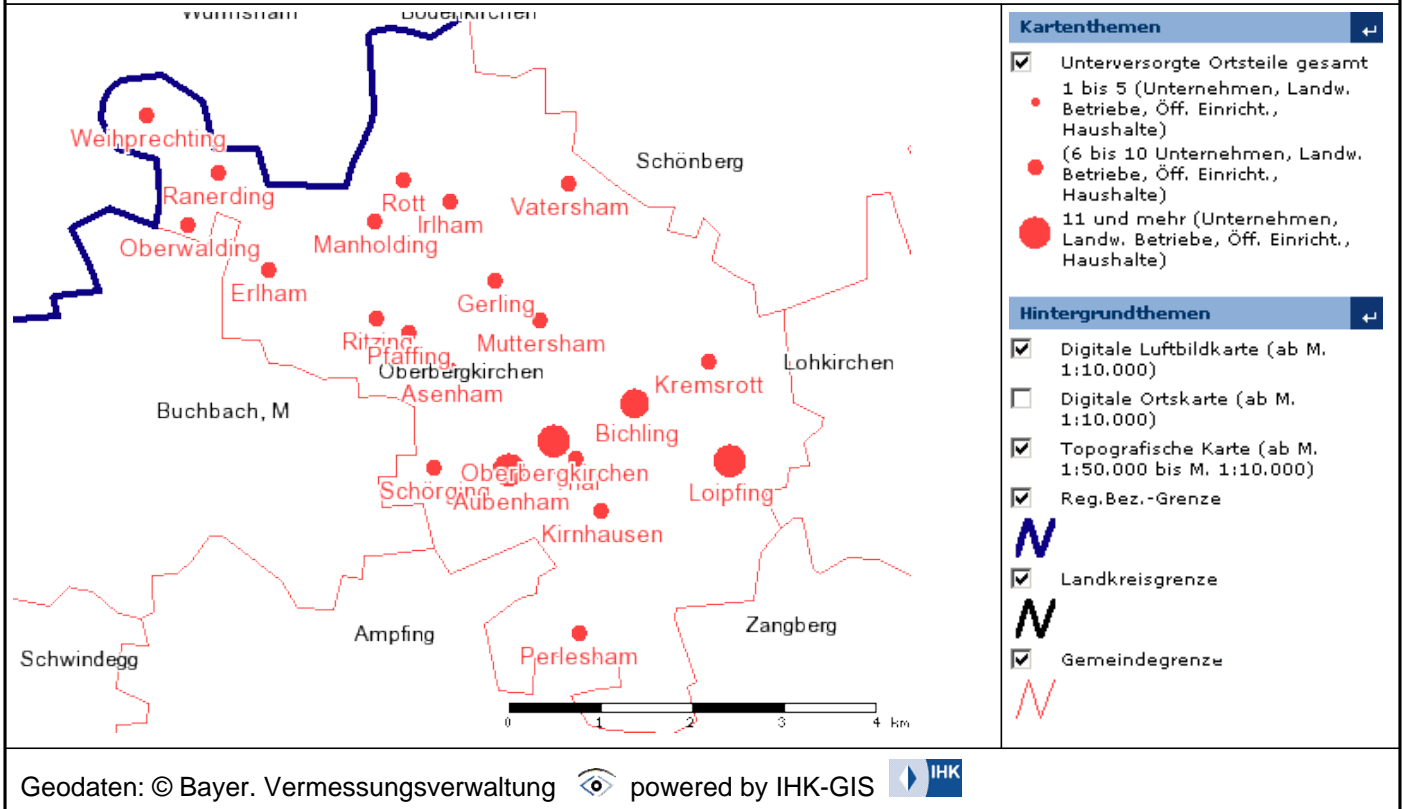 Wurmsham
Bodenkirchen
Weihprechting
Schönberg
Ranerding
Rott
Irlham
Vatersham
Oberwalding
Manholding
Erlham
Gerling
Ritzing
Pfaffing
Muttersham
Oberbergkirchen
Lohkirchen
Asenham
Kremsrott
Buchbach, M
Bichling
Oberbergkirchen
Schörging
Aubenham
Loipfing
Kirnhausen
Ampfing
Zangberg
Schwindegg
Perlesham
0 1 2 3 4 km
Kartenthemen
Unterversorgte Ortsteile gesamt
1 bis 5 (Unternehmen, Landw.
Betriebe, Öff. Einricht.,
Haushalte)
(6 bis 10 Unternehmen, Landw.
Betriebe, Öff. Einricht.,
Haushalte)
11 und mehr (Unternehmen,
Landw. Betriebe, Öff. Einricht.,
Haushalte)
Hintergrundthemen
Digitale Luftbildkarte (ab M.
1:10.000)
Digitale Ortskarte (ab M.
1:10.000)
Topografische Karte (ab M.
1:50.000 bis M. 1:10.000)
Reg.Bez.-Grenze
Landkreisgrenze
Gemeindegrenze
Geodaten: © Bayer. Vermessungsverwaltung powered by IHK-GIS IHK